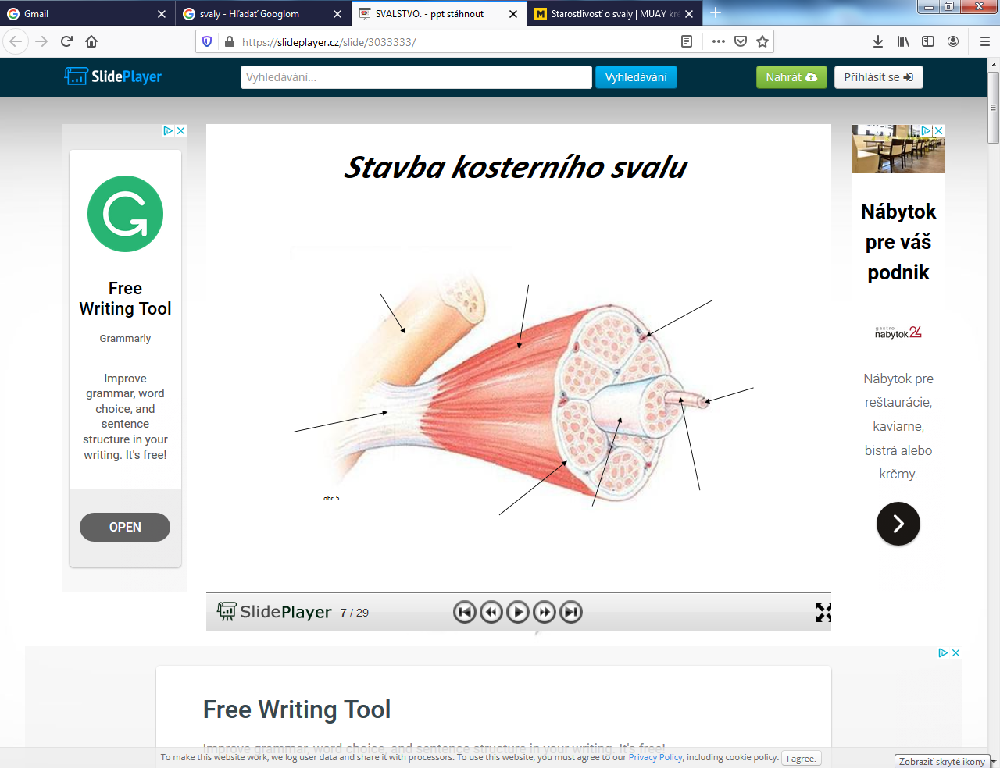 Gmail
svaly - Hľadať Googlom
SVALSTVO. - ppt stáhnout
Starostlivosť o svaly | MUAY kr
https://slideplayer.cz/slide/3033333/
SlidePlayer
Vyhledávání...
Vyhledávání
Nahrát
Přihlásit se
Free
Writing Tool
Grammarly
Improve
grammar, word
choice, and
sentence
structure in your
writing. It's free!
OPEN
Stavba kosterního svalu
obr. 5
Nábytok
pre váš
podnik
gastro
nabytok24
Nábytok pre
reštaurácie,
kaviarne,
bistrá alebo
krčmy.
SlidePlayer 7 / 29
Free Writing Tool
Improve grammar, word choice, and sentence structure in your writing. It's free!
To make this website work, we log user data and share it with processors. To use this website, you must agree to our Privacy Policy, including cookie policy.
I agree.
Zobraziť skryté ikony